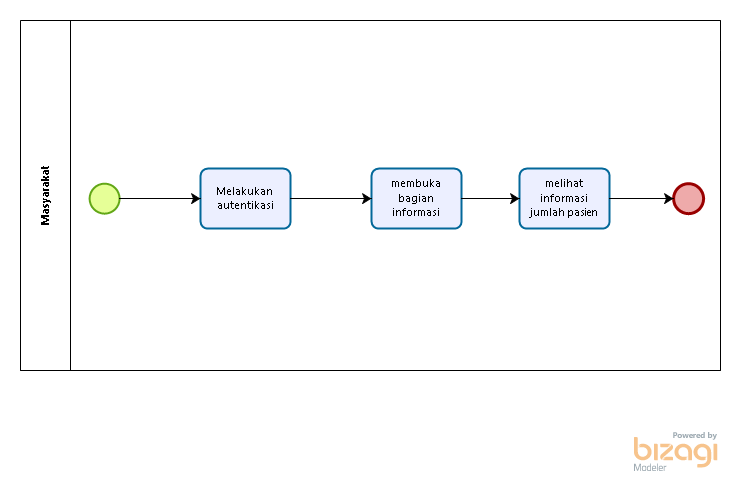 Masyarakat
Melakukan
autentikasi
membuka
bagian
informasi
melihat
informasi
jumlah pasien
Powered by
bizagi
Modeler